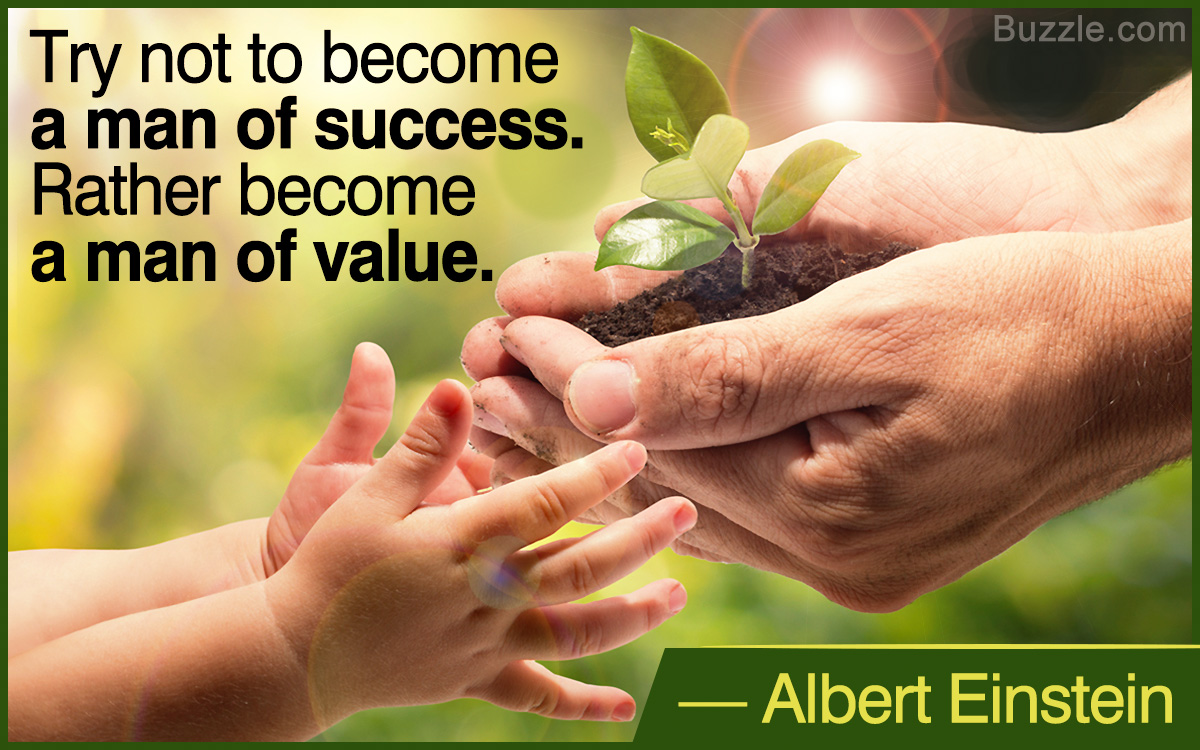 Buzzle.com
Try not to become
a man of success.
Rather become
a man of value.
— Albert Einstein